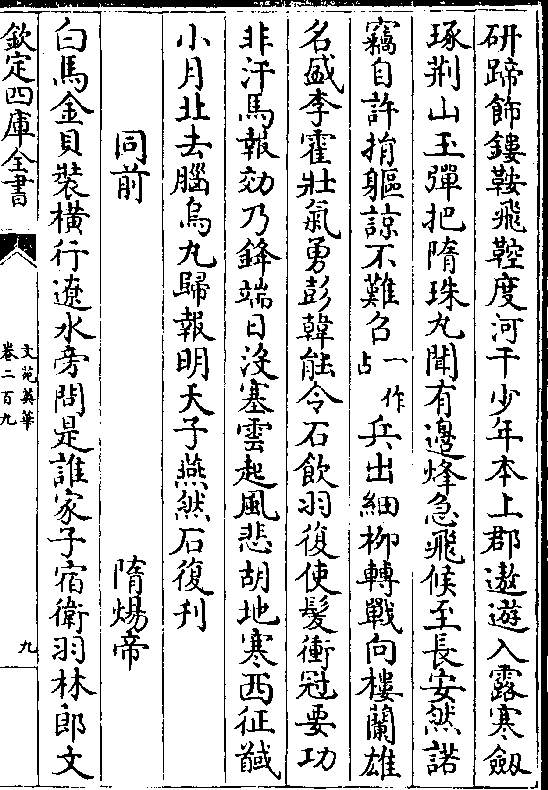 研蹄飾鏤鞍飛鞚度河干少年本上郡遨遊入露寒劔
琢荆山玉彈把隋珠丸聞有邊烽急飛候至長安然諾
竊自許捐軀諒不難召一作占兵出細栁轉戰向樓蘭雄
名盛李霍壯氣勇彭韓能令石飲羽復使髪衝冠要功
非汗馬報効乃鋒端日沒塞雲起風悲胡地寒西征馘
小月北去腦烏丸歸報明天子燕然石復刋
同前　隋煬帝
白馬金貝裝横行遼水旁問是誰家子宿衛羽林郎文
欽定四庫全書
文苑英華
卷二百九
九